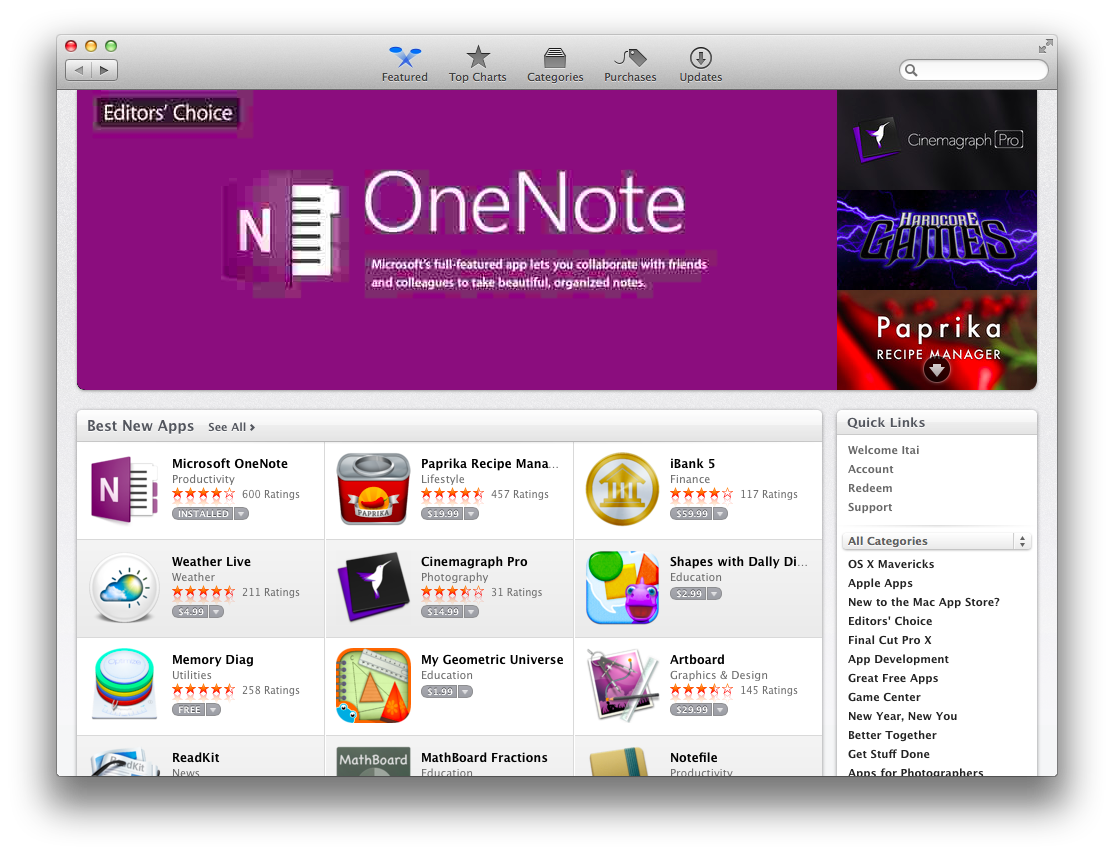 Featured
Top Charts
Categories
Purchases
Updates
Editors' Choice
N
OneNote
Microsoft's full-featured app lets you collaborate with friends
and colleagues to take beautiful, organized notes.
Cinemagraph Pro
HARDCORE
GAMES
Paprika
RECIPE MANAGER
Best New Apps See All ›
N
Microsoft OneNote
Productivity
600 Ratings
INSTALLED
PAPRIKA
Paprika Recipe Mana...
Lifestyle
457 Ratings
$19.99
iBank 5
Finance
117 Ratings
$59.99
Weather Live
Weather
211 Ratings
$4.99
Cinemagraph Pro
Photography
31 Ratings
$14.99
Shapes with Dally Di...
Education
$2.99
Memory Diag
Utilities
258 Ratings
FREE
My Geometric Universe
Education
$1.99
Artboard
Graphics & Design
145 Ratings
$29.99
ReadKit
ReadKit
News
MathBoard
MathBoard Fractions
Education
Notefile
Productivity
Quick Links
Welcome Itai
Account
Redeem
Support
All Categories
OS X Mavericks
Apple Apps
New to the Mac App Store?
Editors' Choice
Final Cut Pro X
App Development
Great Free Apps
Game Center
New Year, New You
Better Together
Get Stuff Done
Apps for Photographers